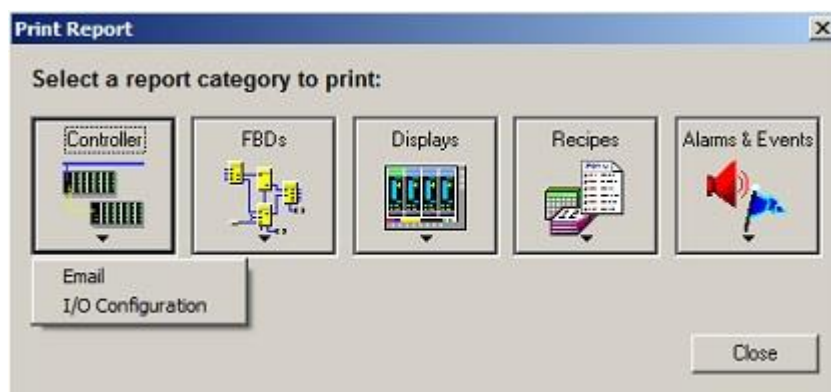 Print Report
Select a report category to print:
Controller
FBDs
Displays
Recipes
Alarms & Events
Email
I/O Configuration
Close